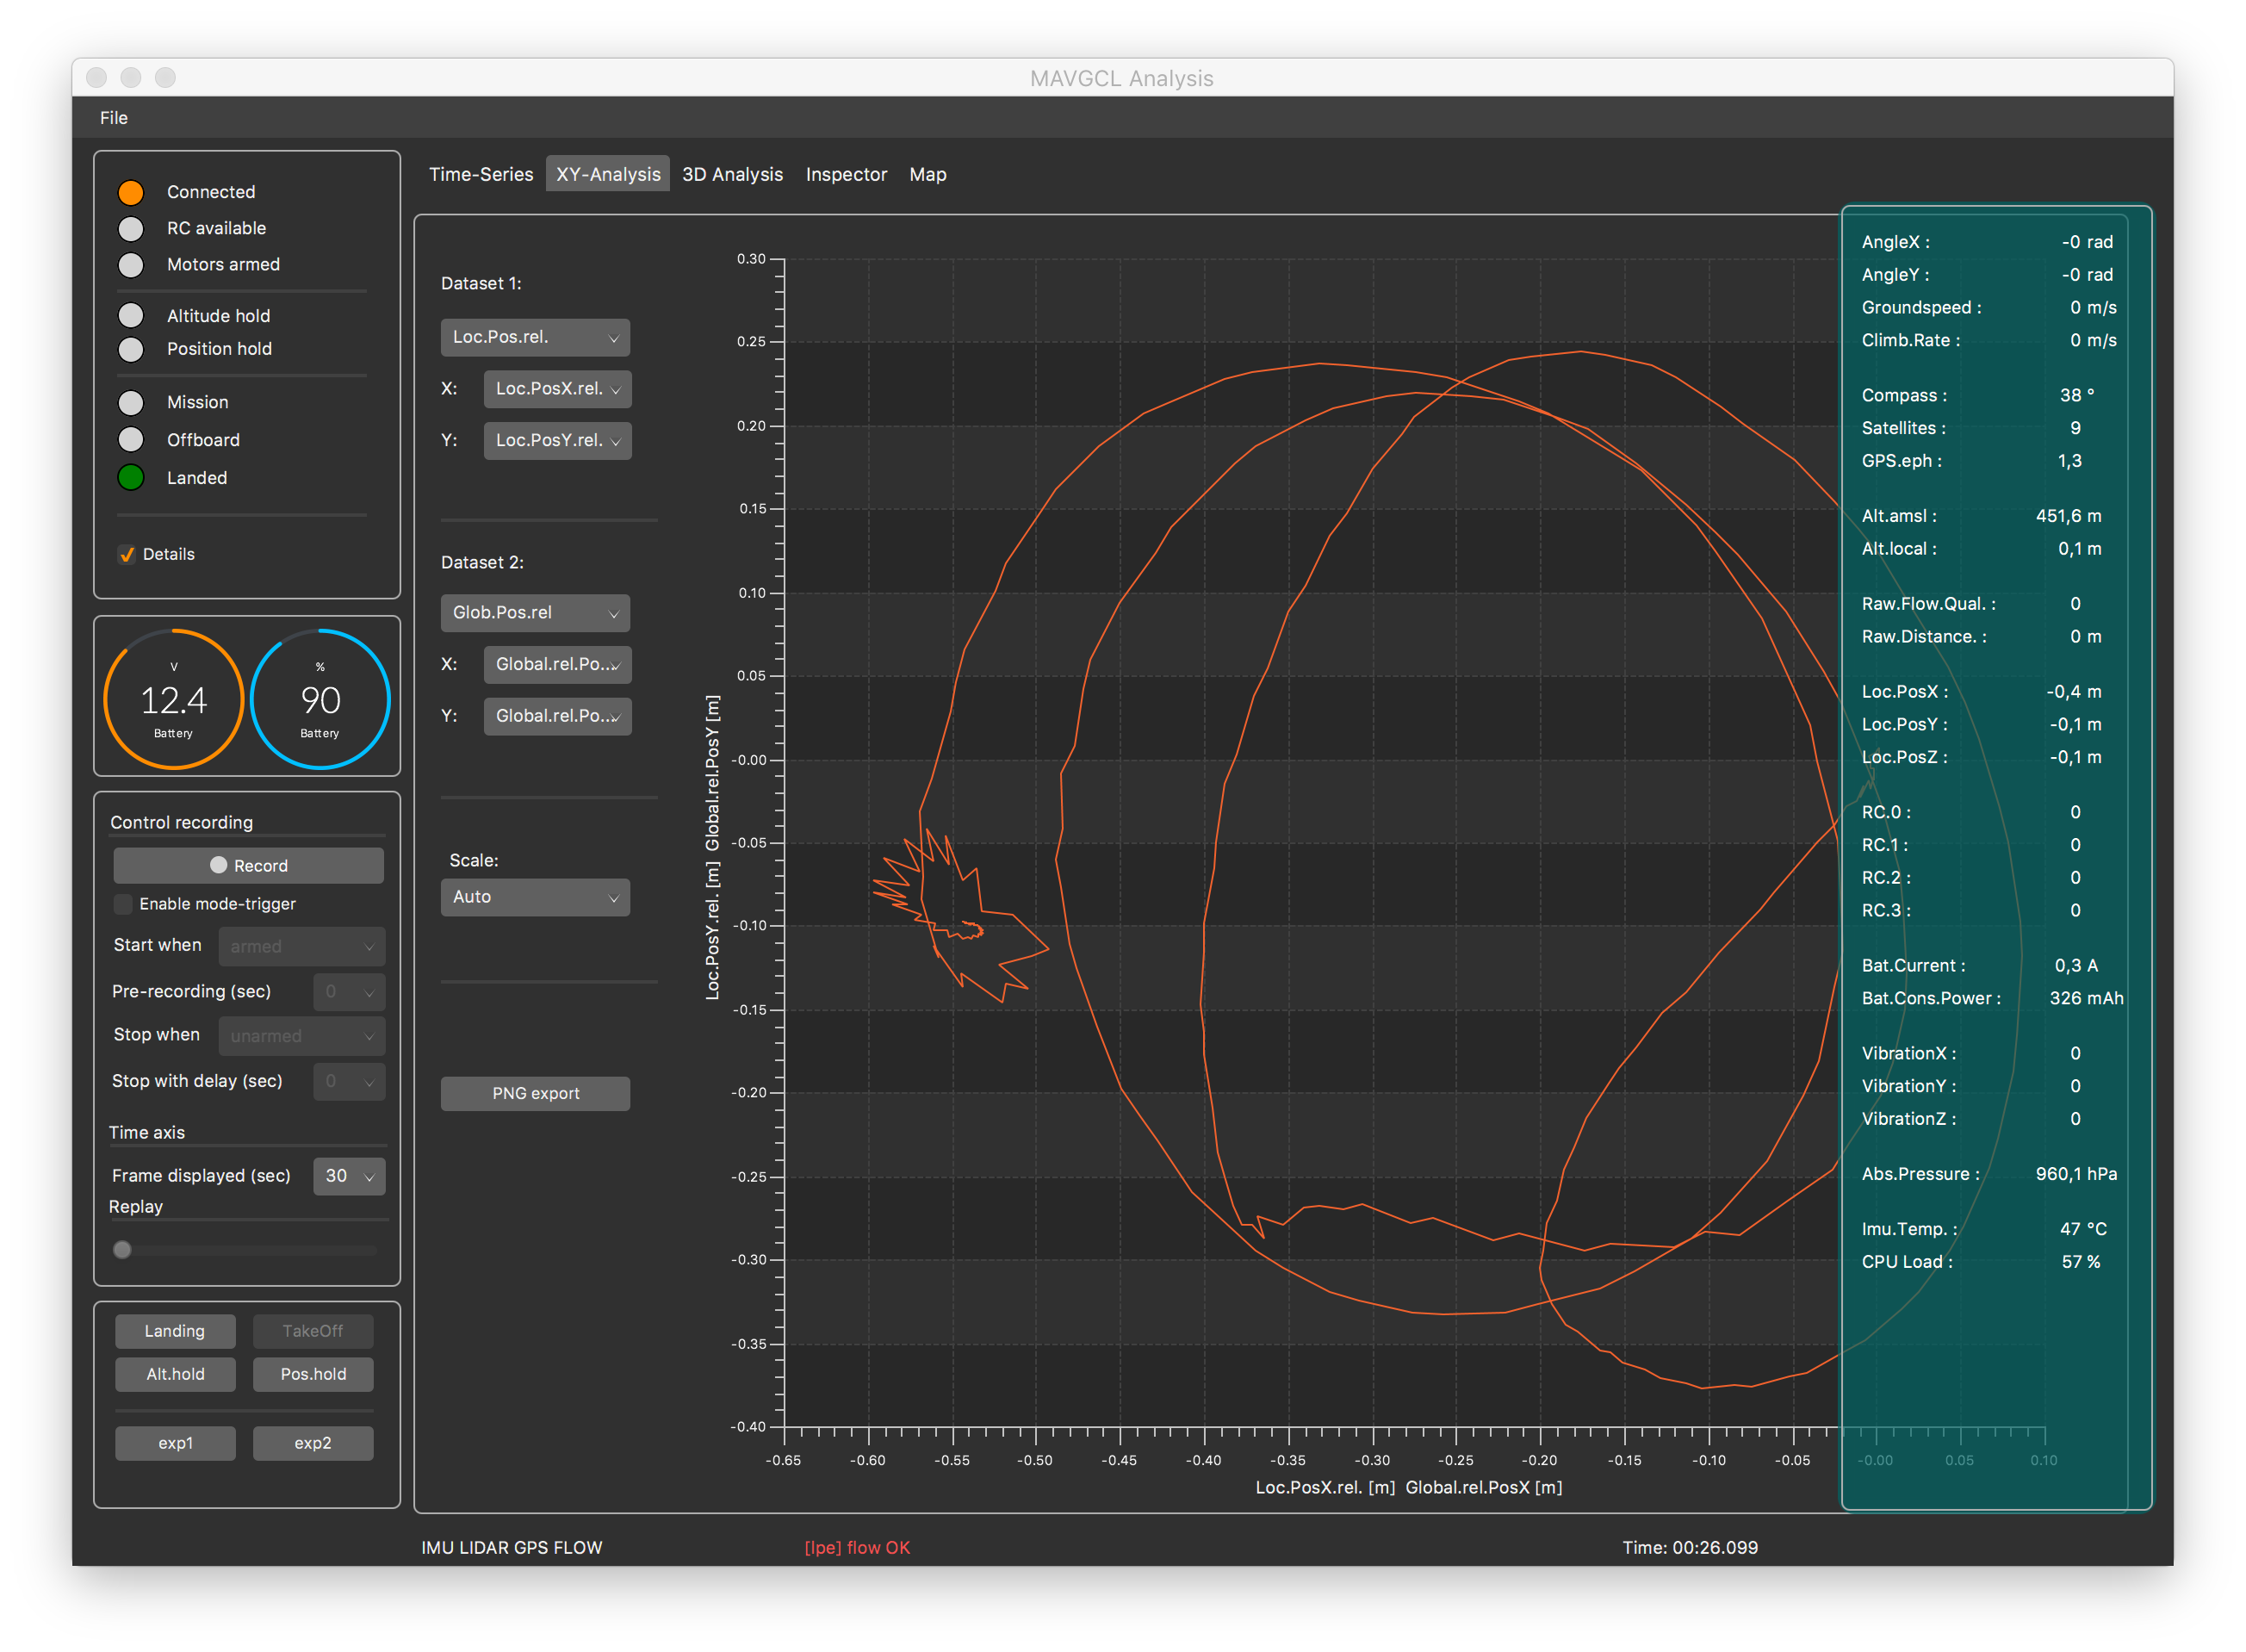 MAVGCL Analysis
File
Connected
RC available
Motors armed
Altitude hold
Position hold
Mission
Offboard
Landed
Details
V
12.4
Battery
%
90
Battery
Control recording
Record
Enable mode-trigger
Start when armed
Pre-recording (sec) 0
Stop when unarmed
Stop with delay (sec) 0
Time axis
Frame displayed (sec) 30
Replay
Landing TakeOff
Alt.hold Pos.hold
exp1 exp2
Time-Series XY-Analysis 3D Analysis Inspector Map
Dataset 1:
Loc.Pos.rel.
X: Loc.PosX.rel.
Y: Loc.PosY.rel.
Dataset 2:
Glob.Pos.rel
X: Global.rel.Po...
Y: Global.rel.Po...
Scale:
Auto
PNG export
Loc.PosY.rel. [m] Global.rel.PosY [m]
0.30
0.25
0.20
0.15
0.10
0.05
-0.00
-0.05
-0.10
-0.15
-0.20
-0.25
-0.30
-0.35
-0.40
-0.65 -0.60 -0.55 -0.50 -0.45 -0.40 -0.35 -0.30 -0.25 -0.20 -0.15 -0.10 -0.05 -0.00 0.05 0.10
Loc.PosX.rel. [m] Global.rel.PosX [m]
AngleX : -0 rad
AngleY : -0 rad
Groundspeed : 0 m/s
Climb.Rate : 0 m/s
Compass : 38 °
Satellites : 9
GPS.eph : 1,3
Alt.amsl : 451,6 m
Alt.local : 0,1 m
Raw.Flow.Qual. : 0
Raw.Distance. : 0 m
Loc.PosX : -0,4 m
Loc.PosY : -0,1 m
Loc.PosZ : -0,1 m
RC.0 : 0
RC.1 : 0
RC.2 : 0
RC.3 : 0
Bat.Current : 0,3 A
Bat.Cons.Power : 326 mAh
VibrationX : 0
VibrationY : 0
VibrationZ : 0
Abs.Pressure : 960,1 hPa
Imu.Temp. : 47 °C
CPU Load : 57 %
IMU LIDAR GPS FLOW
[lpe] flow OK
Time: 00:26.099